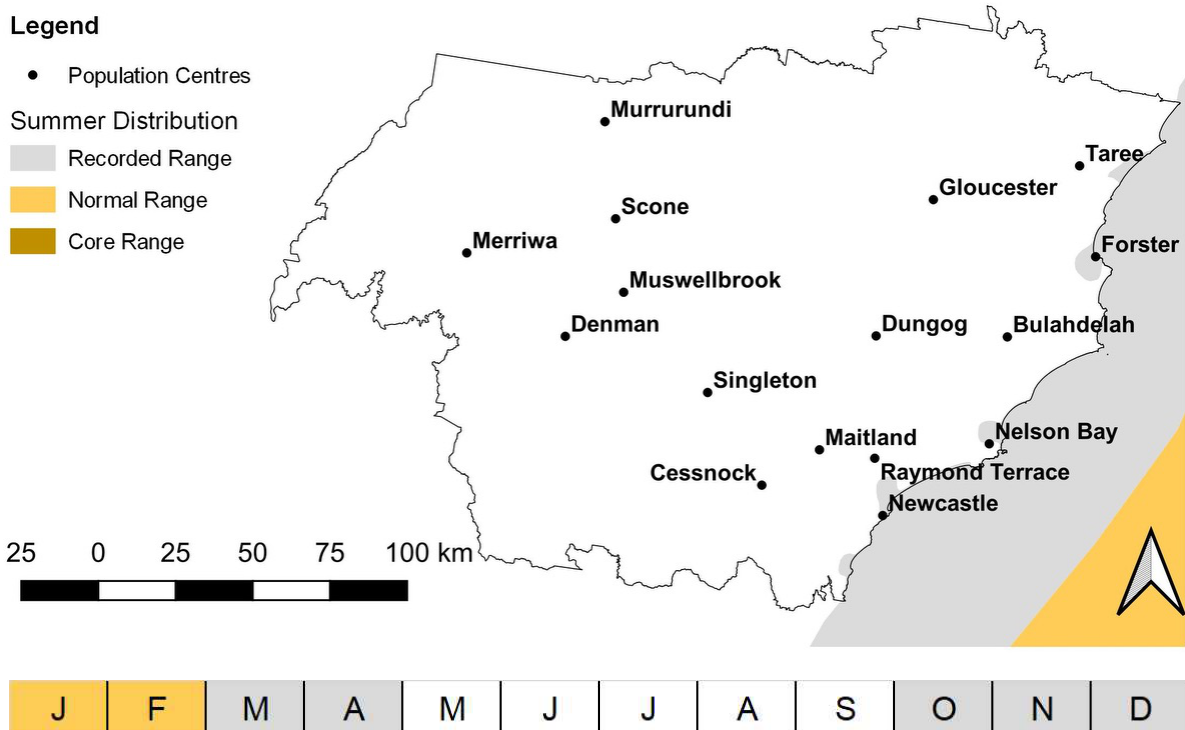 Legend
Population Centres
Summer Distribution
Recorded Range
Normal Range
Core Range
Murrurundi
Taree
Gloucester
Scone
Merriwa
Forster
Muswellbrook
Denman
Dungog
Bulahdelah
Singleton
Maitland
Nelson Bay
Cessnock
Raymond Terrace
Newcastle
25 0 25 50 75 100 km
J F M A M J J A S O N D